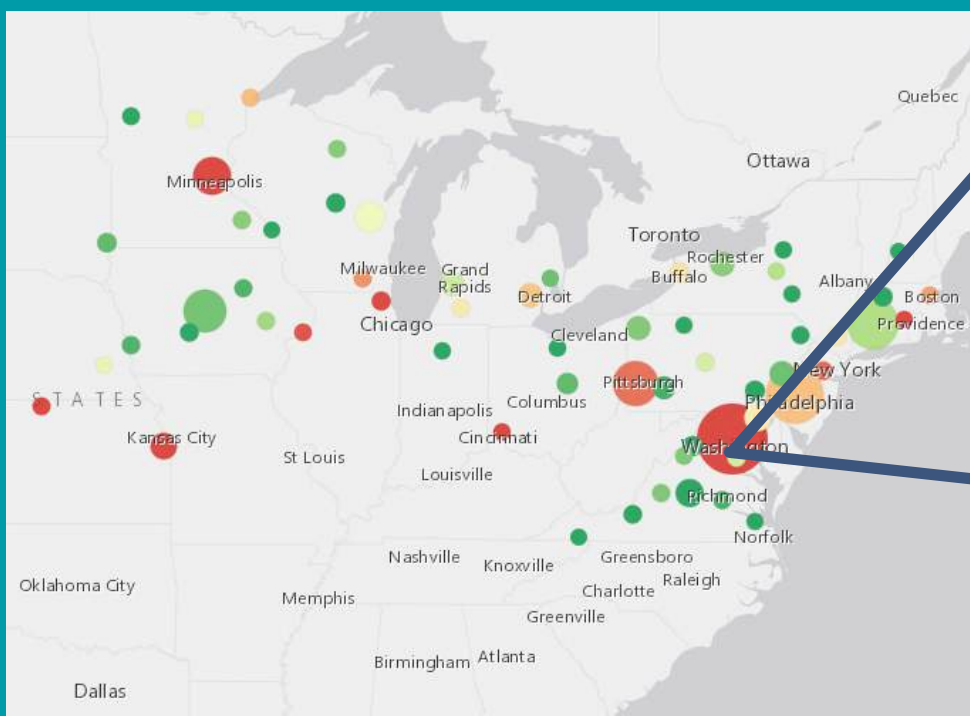 Quebec
Ottawa
Minneapolis
Toronto
Rochester
Buffalo
Milwaukee
Grand
Rapids
Detroit
Albany
Boston
Providence
Chicago
Cleveland
New York
Pittsburgh
Philadelphia
STATES
Columbus
Indianapolis
Kansas City
Cincinnati
Washington
St Louis
Louisville
Richmond
Norfolk
Nashville
Knoxville
Greensboro
Raleigh
Oklahoma City
Memphis
Charlotte
Greenville
Birmingham
Atlanta
Dallas